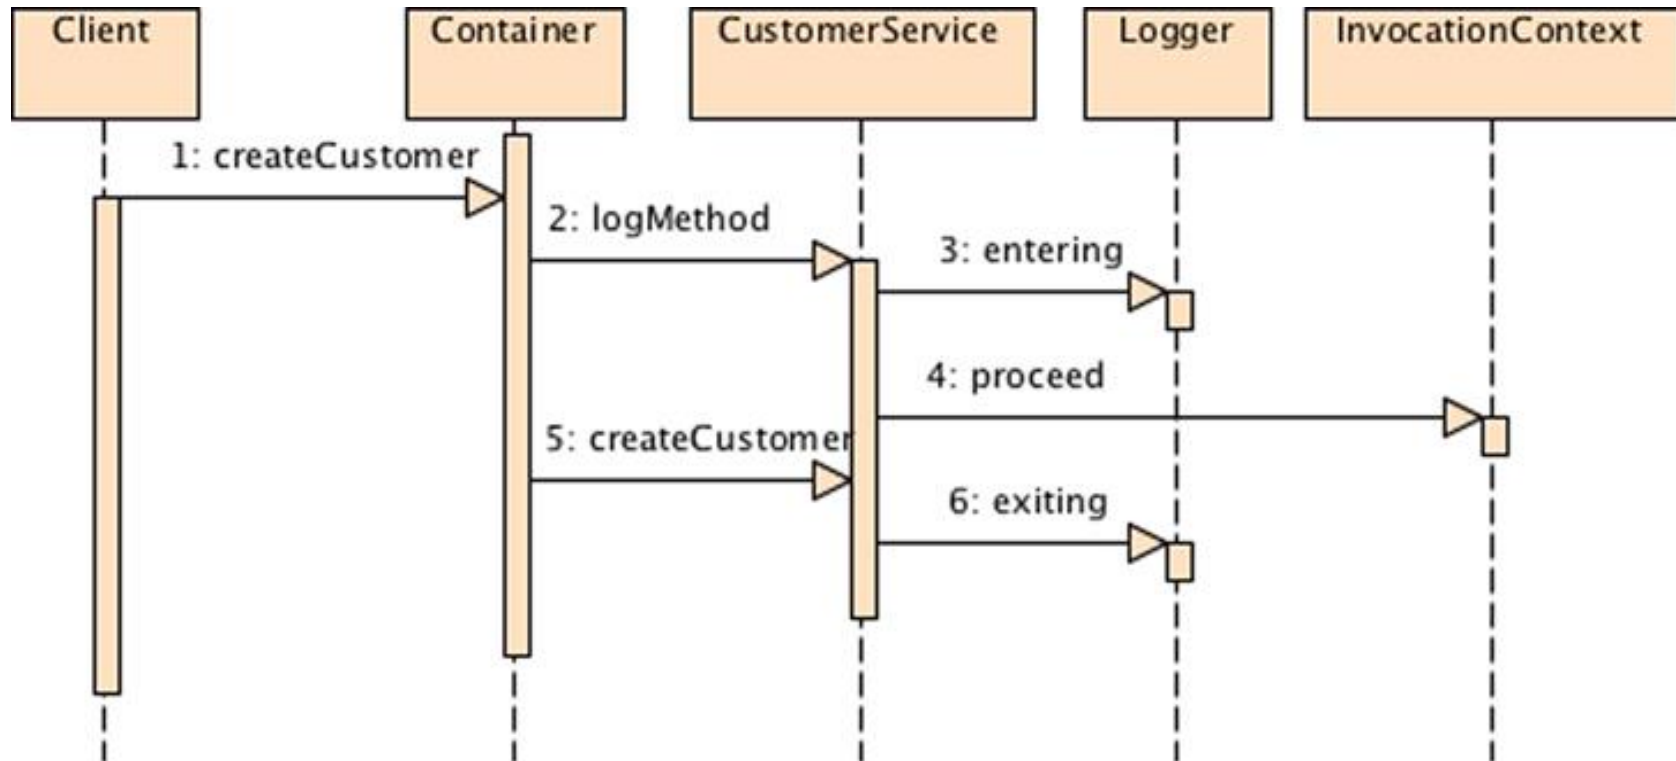 Client
Container
CustomerService
Logger
InvocationContext
1: createCustomer
2: logMethod
3: entering
4: proceed
5: createCustomer
6: exiting